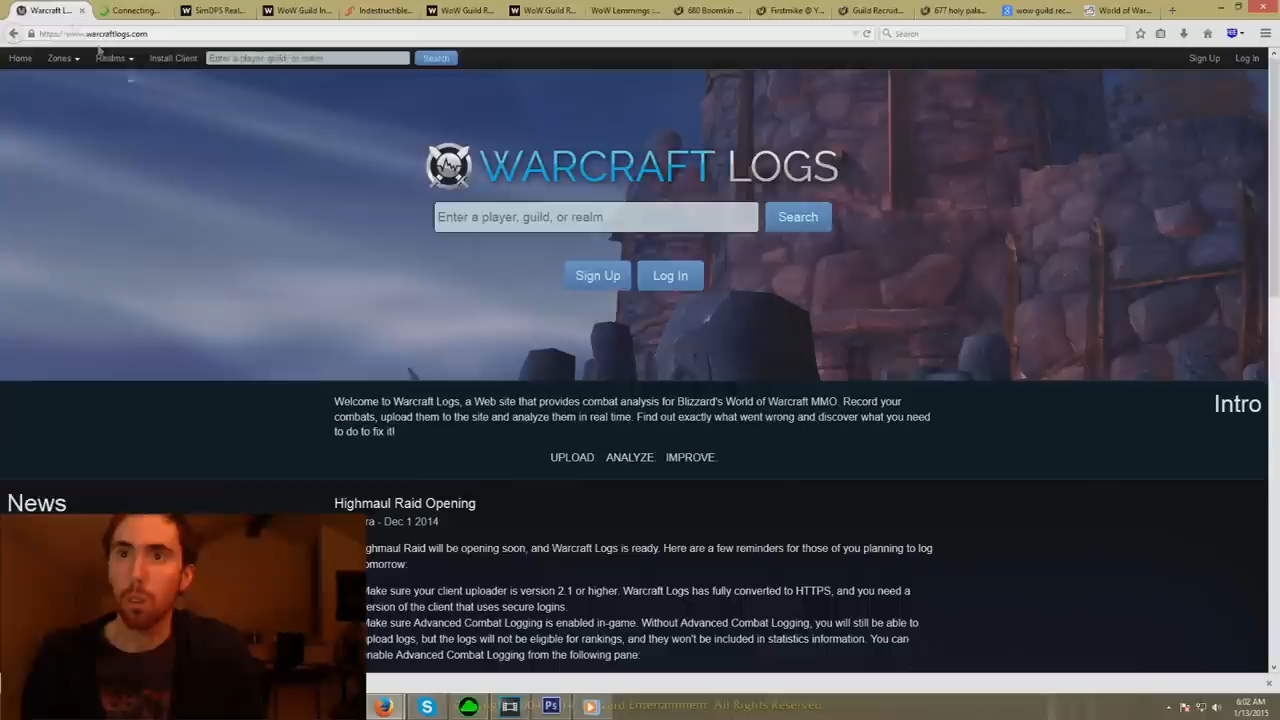 Warcraft L...
Connecting...
SimDPS Real...
WoW Guild In...
Indestructible...
WoW Guild R...
WoW Guild R...
WoW Lemmings :...
680 Boomkin ...
Firstmike @ Y...
Guild Recruit...
677 holy pala...
wow guild rec...
World of War...
https://www.warcraftlogs.com
Search
Home
Zones
Realms
Install Client
Enter a player, guild, or realm
Search
Sign Up
Log In
WARCRAFT LOGS
Enter a player, guild, or realm
Search
Sign Up
Log In
Welcome to Warcraft Logs, a Web site that provides combat analysis for Blizzard's World of Warcraft MMO. Record your
combats, upload them to the site and analyze them in real time. Find out exactly what went wrong and discover what you need
to do to fix it!
Intro
UPLOAD. ANALYZE. IMPROVE.
News
Highmaul Raid Opening
ra - Dec 1 2014
ghmaul Raid will be opening soon, and Warcraft Logs is ready. Here are a few reminders for those of you planning to log
omorrow:
Make sure your client uploader is version 2.1 or higher. Warcraft Logs has fully converted to HTTPS, and you need a
ersion of the client that uses secure logins.
Make sure Advanced Combat Logging is enabled in-game. Without Advanced Combat Logging, you will still be able to
pload logs, but the logs will not be eligible for rankings, and they won't be included in statistics information. You can
enable Advanced Combat Logging from the following pane:
Entertainment. All Rights Reserved.
6:02 AM
1/13/2015